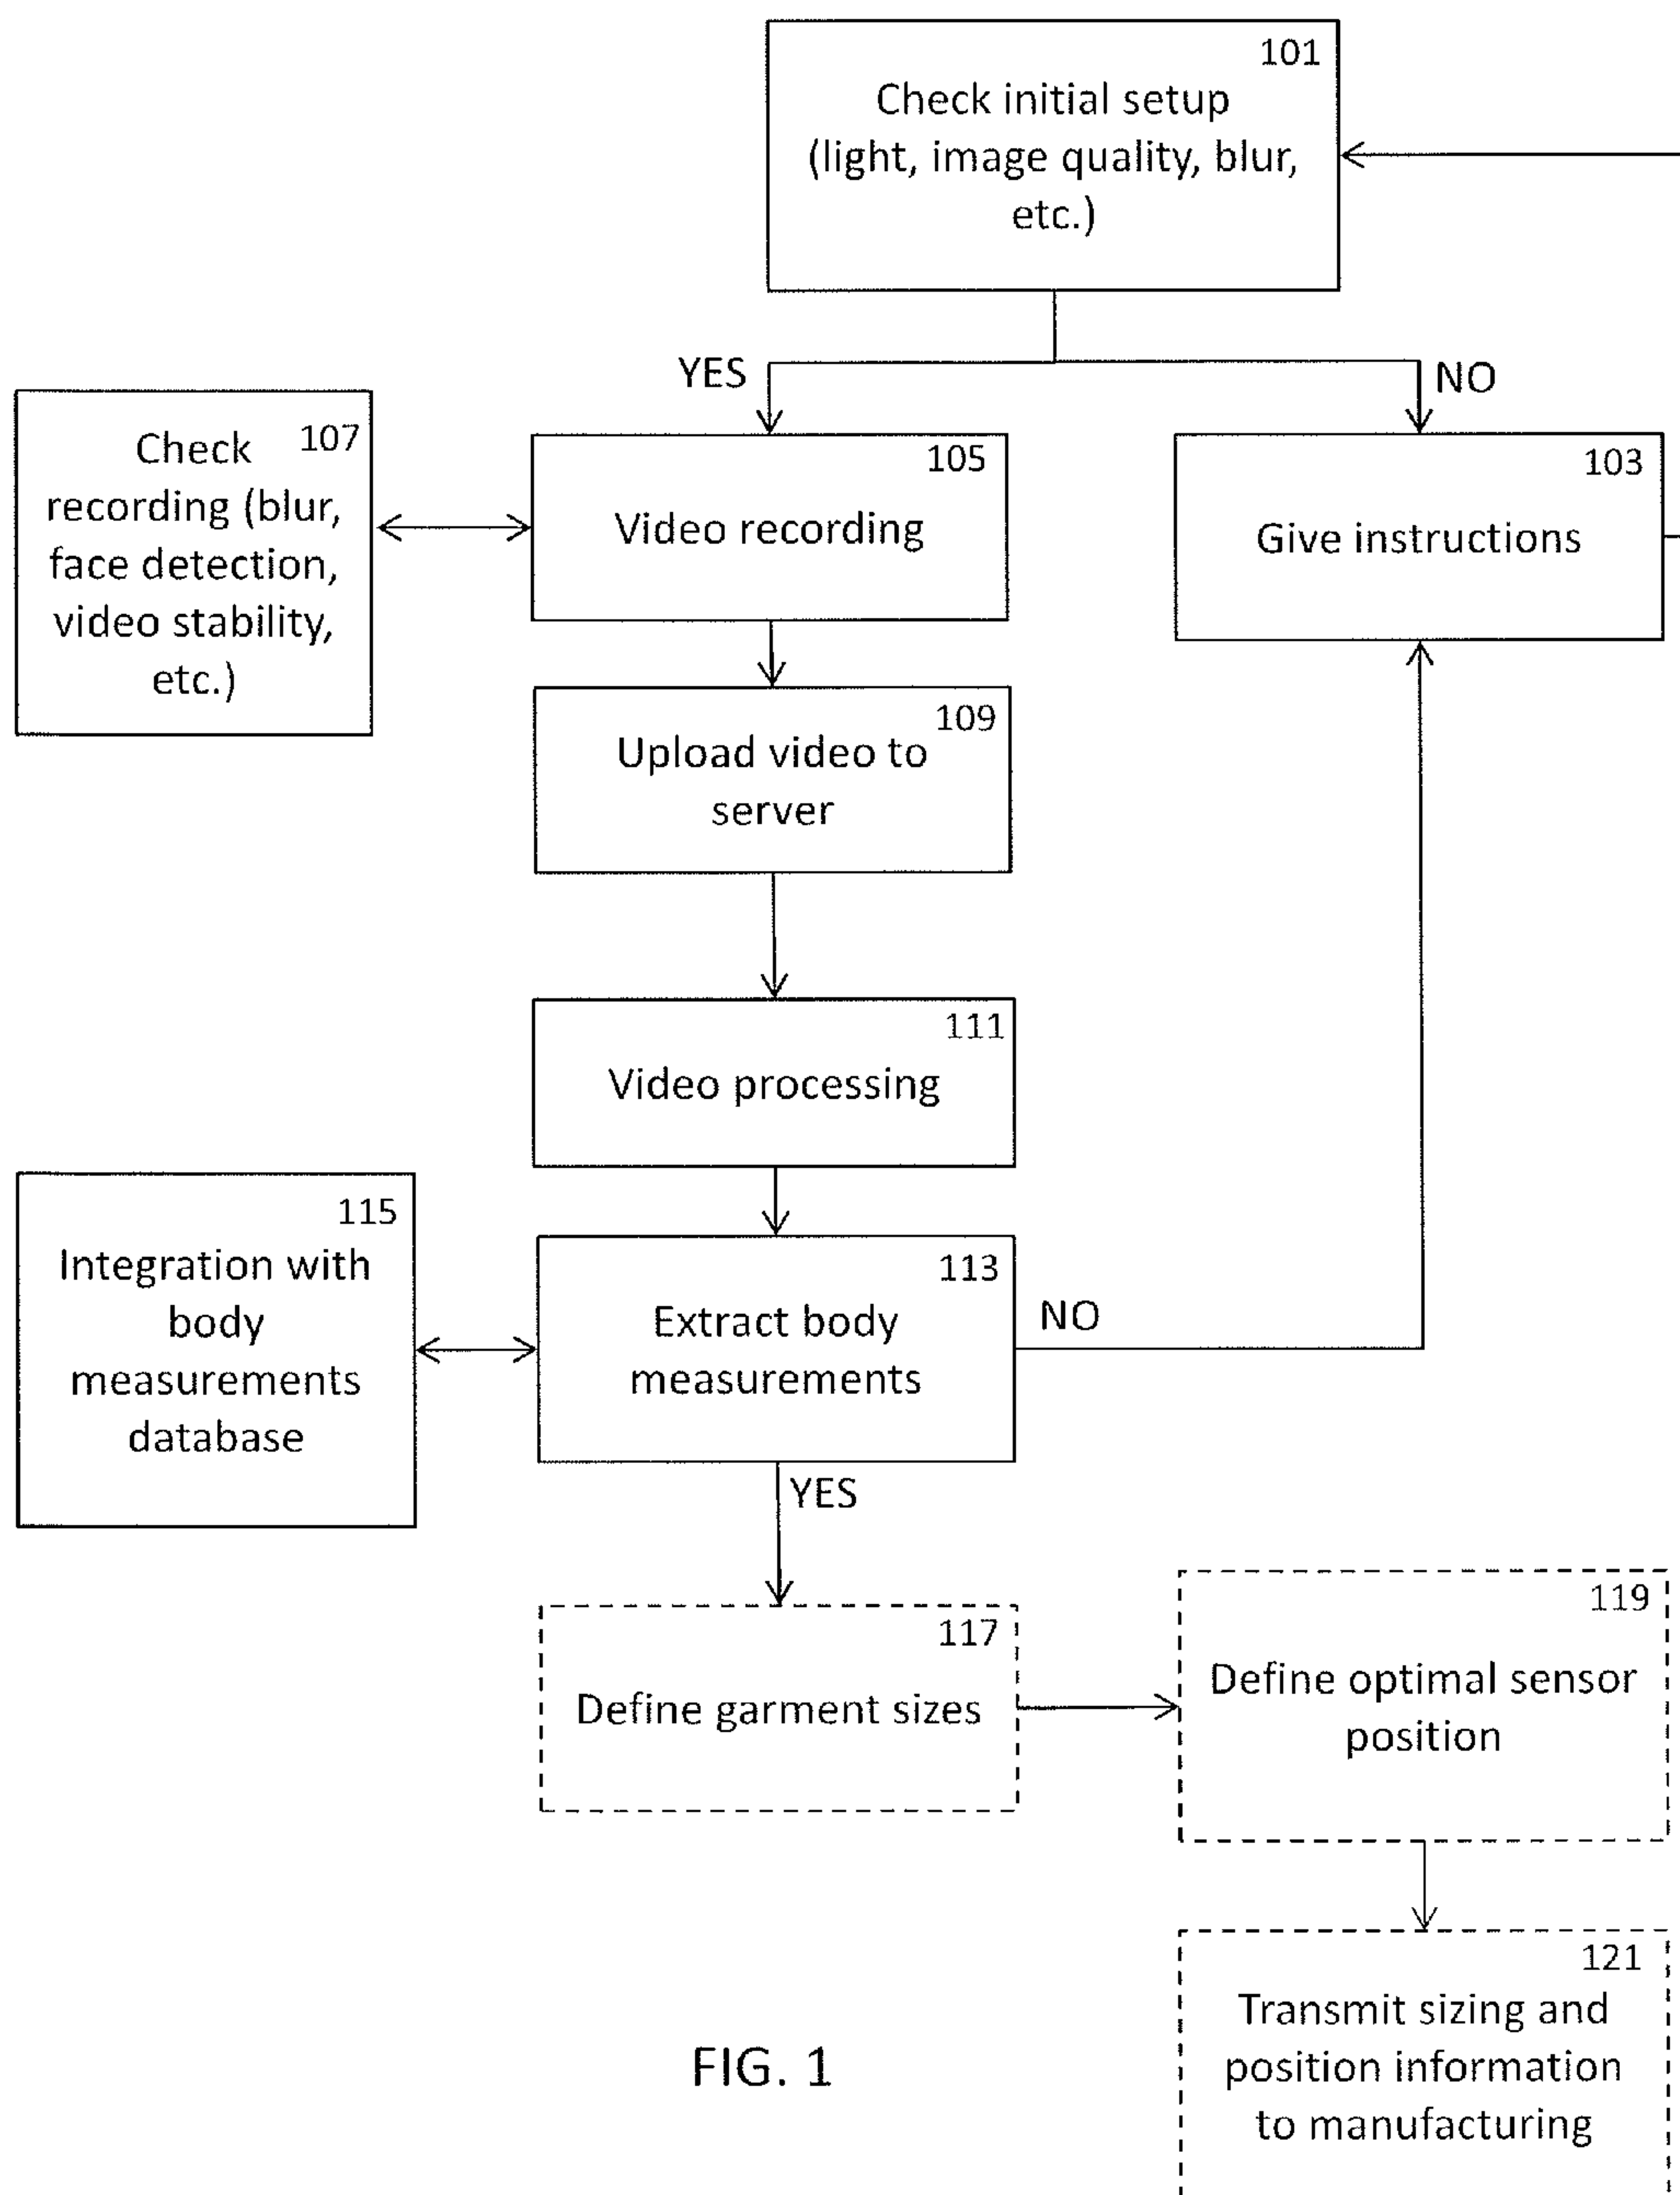 101
Check initial setup
(light, image quality, blur,
etc.)
YES
NO
107
Check
recording (blur,
face detection,
video stability,
etc.)
105
Video recording
103
Give instructions
109
Upload video to
server
111
Video processing
115
Integration with
body
measurements
database
113
Extract body
measurements
NO
YES
117
Define garment sizes
119
Define optimal sensor
position
121
Transmit sizing and
position information
to manufacturing
FIG. 1